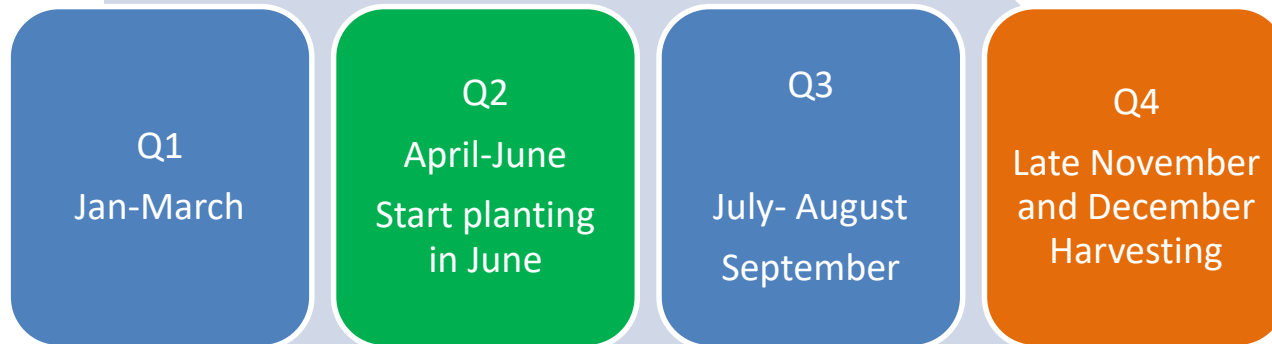 Q1
Jan-March
Q2
April-June
Start planting
in June
Q3
July- August
September
Q4
Late November
and December
Harvesting